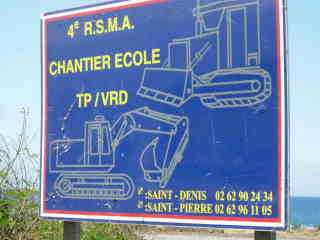 4e R.S.M.A.
CHANTIER ECOLE
TP / VRD
:SAINT - DENIS 02 62 90 24 34
:SAINT - PIERRE 02 62 96 11 05